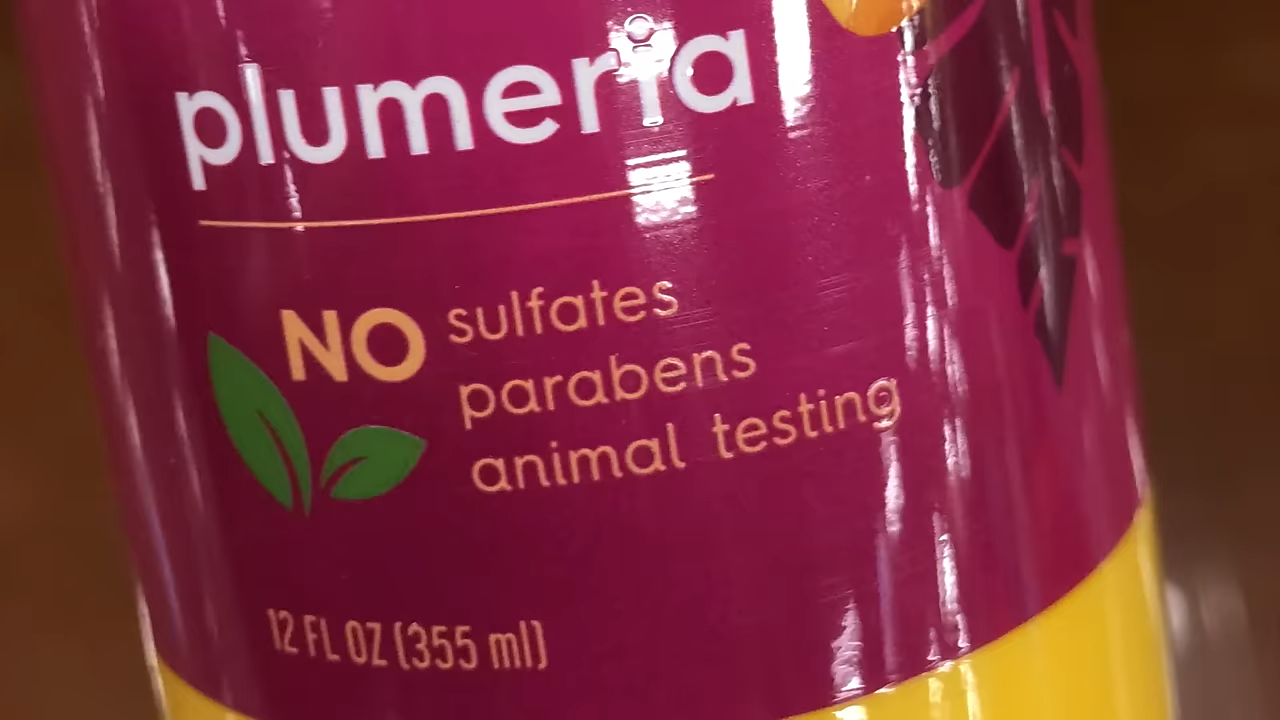 plumeria
NO sulfates
parabens
animal testing
12 FL OZ (355 ml)